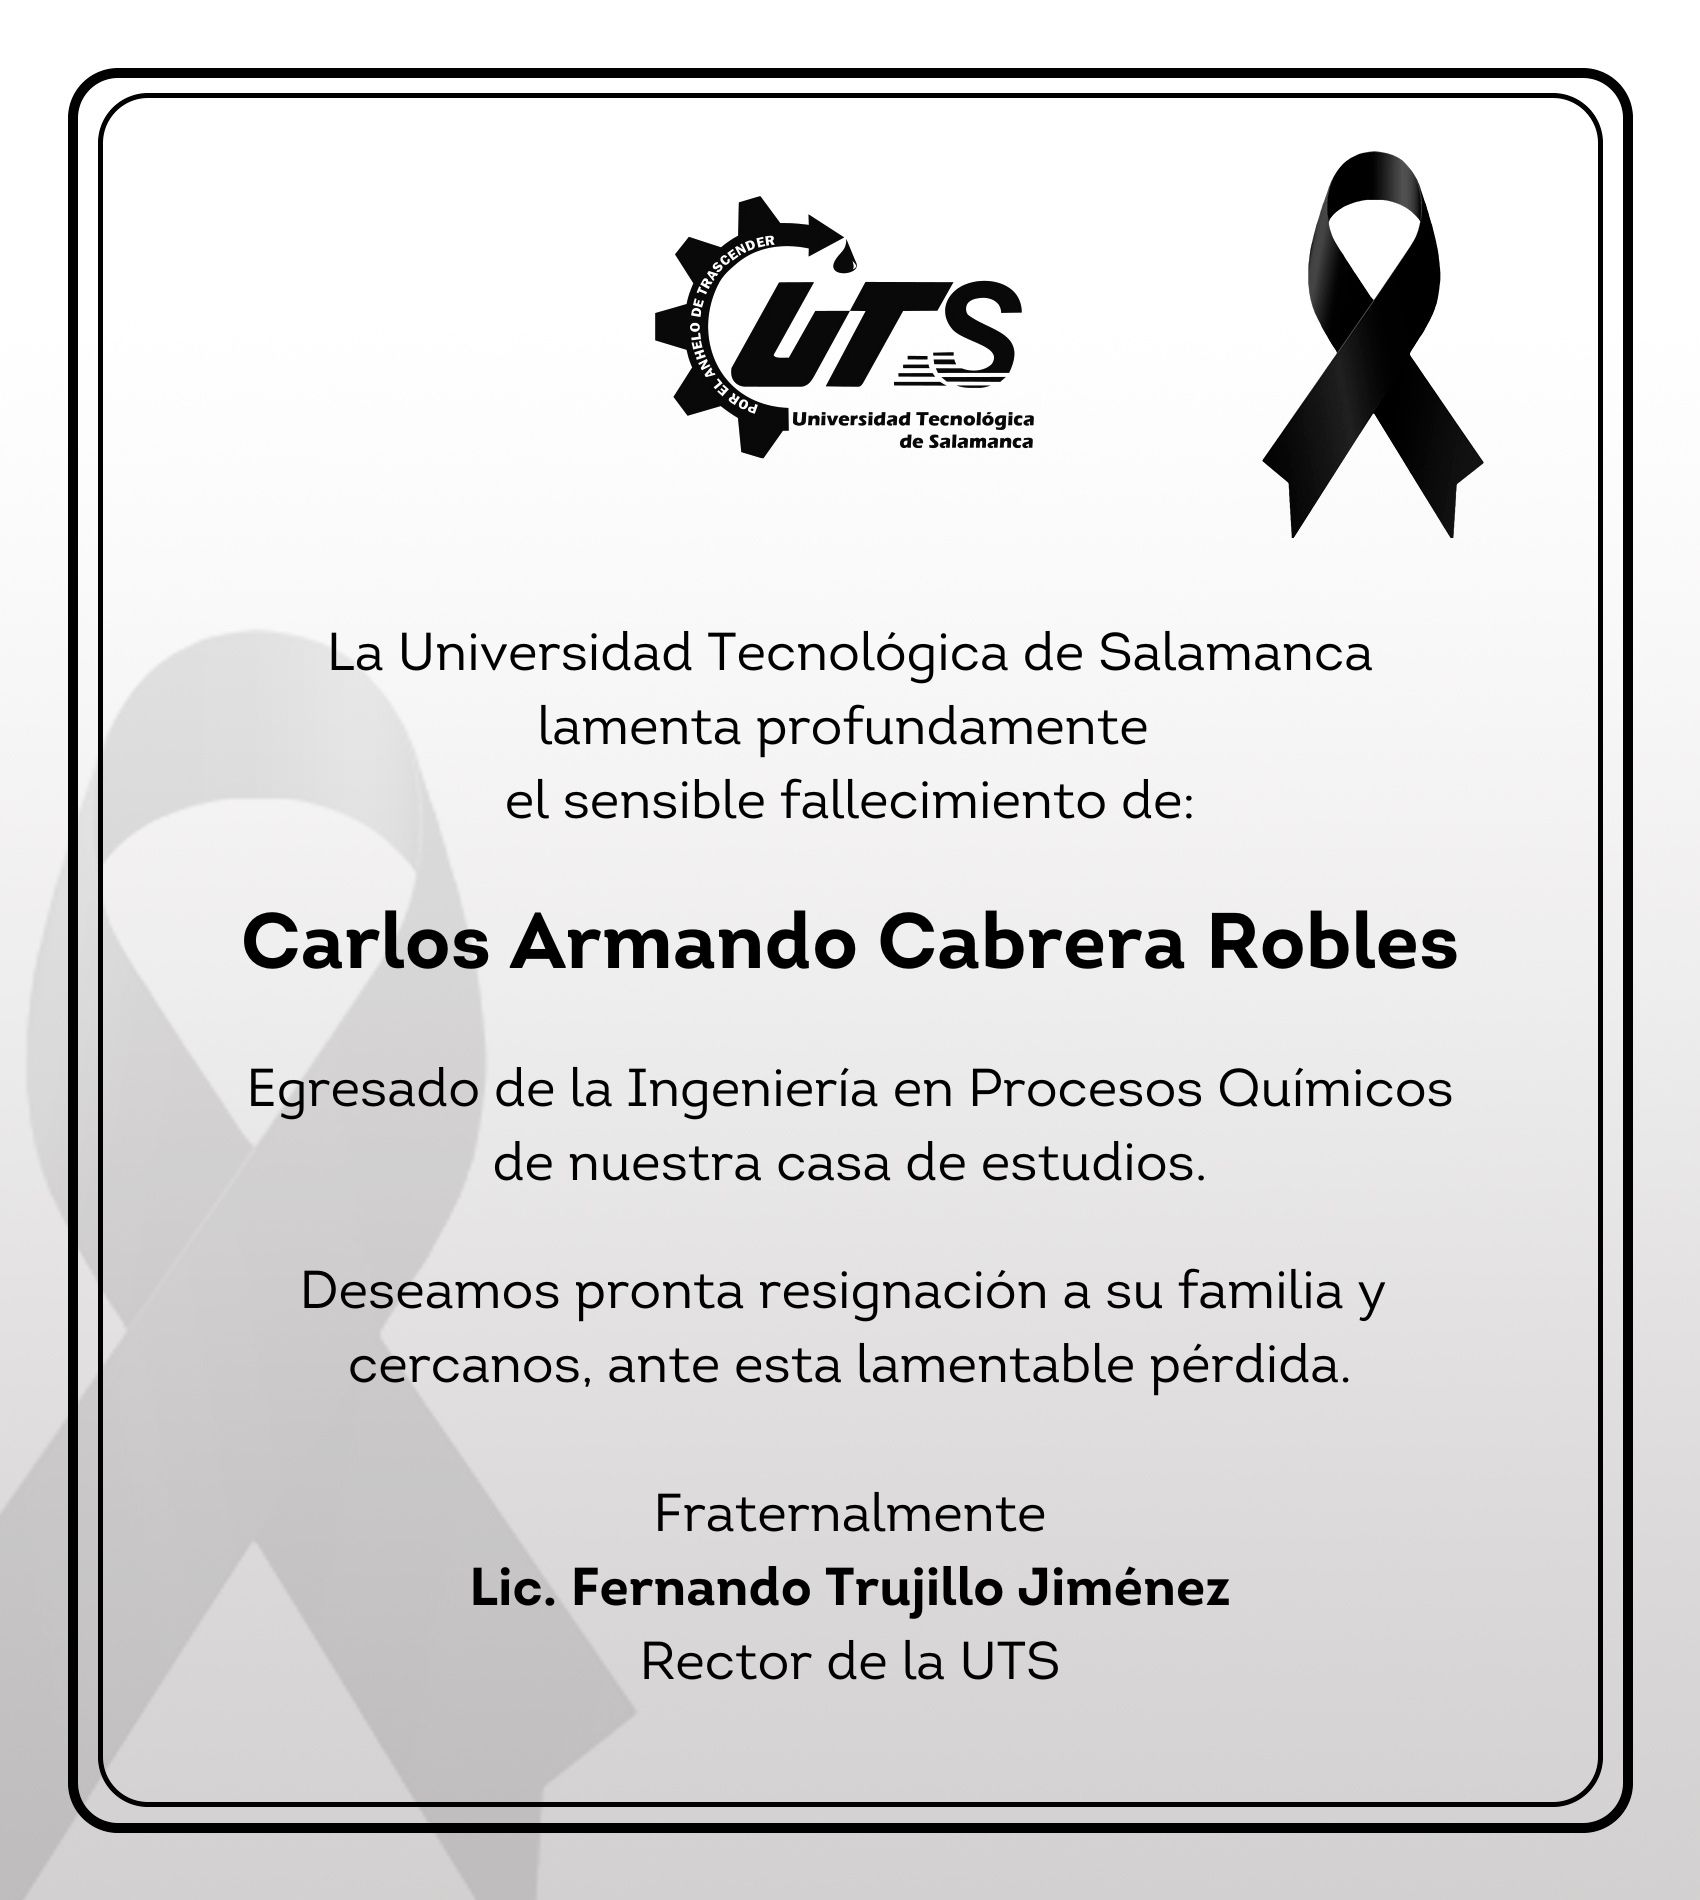 POR EL ANHELO DE TRASCENDER
UTS
Universidad Tecnológica
de Salamanca
La Universidad Tecnológica de Salamanca
lamenta profundamente
el sensible fallecimiento de:
Carlos Armando Cabrera Robles
Egresado de la Ingeniería en Procesos Químicos
de nuestra casa de estudios.
Deseamos pronta resignación a su familia y
cercanos, ante esta lamentable pérdida.
Fraternalmente
Lic. Fernando Trujillo Jiménez
Rector de la UTS